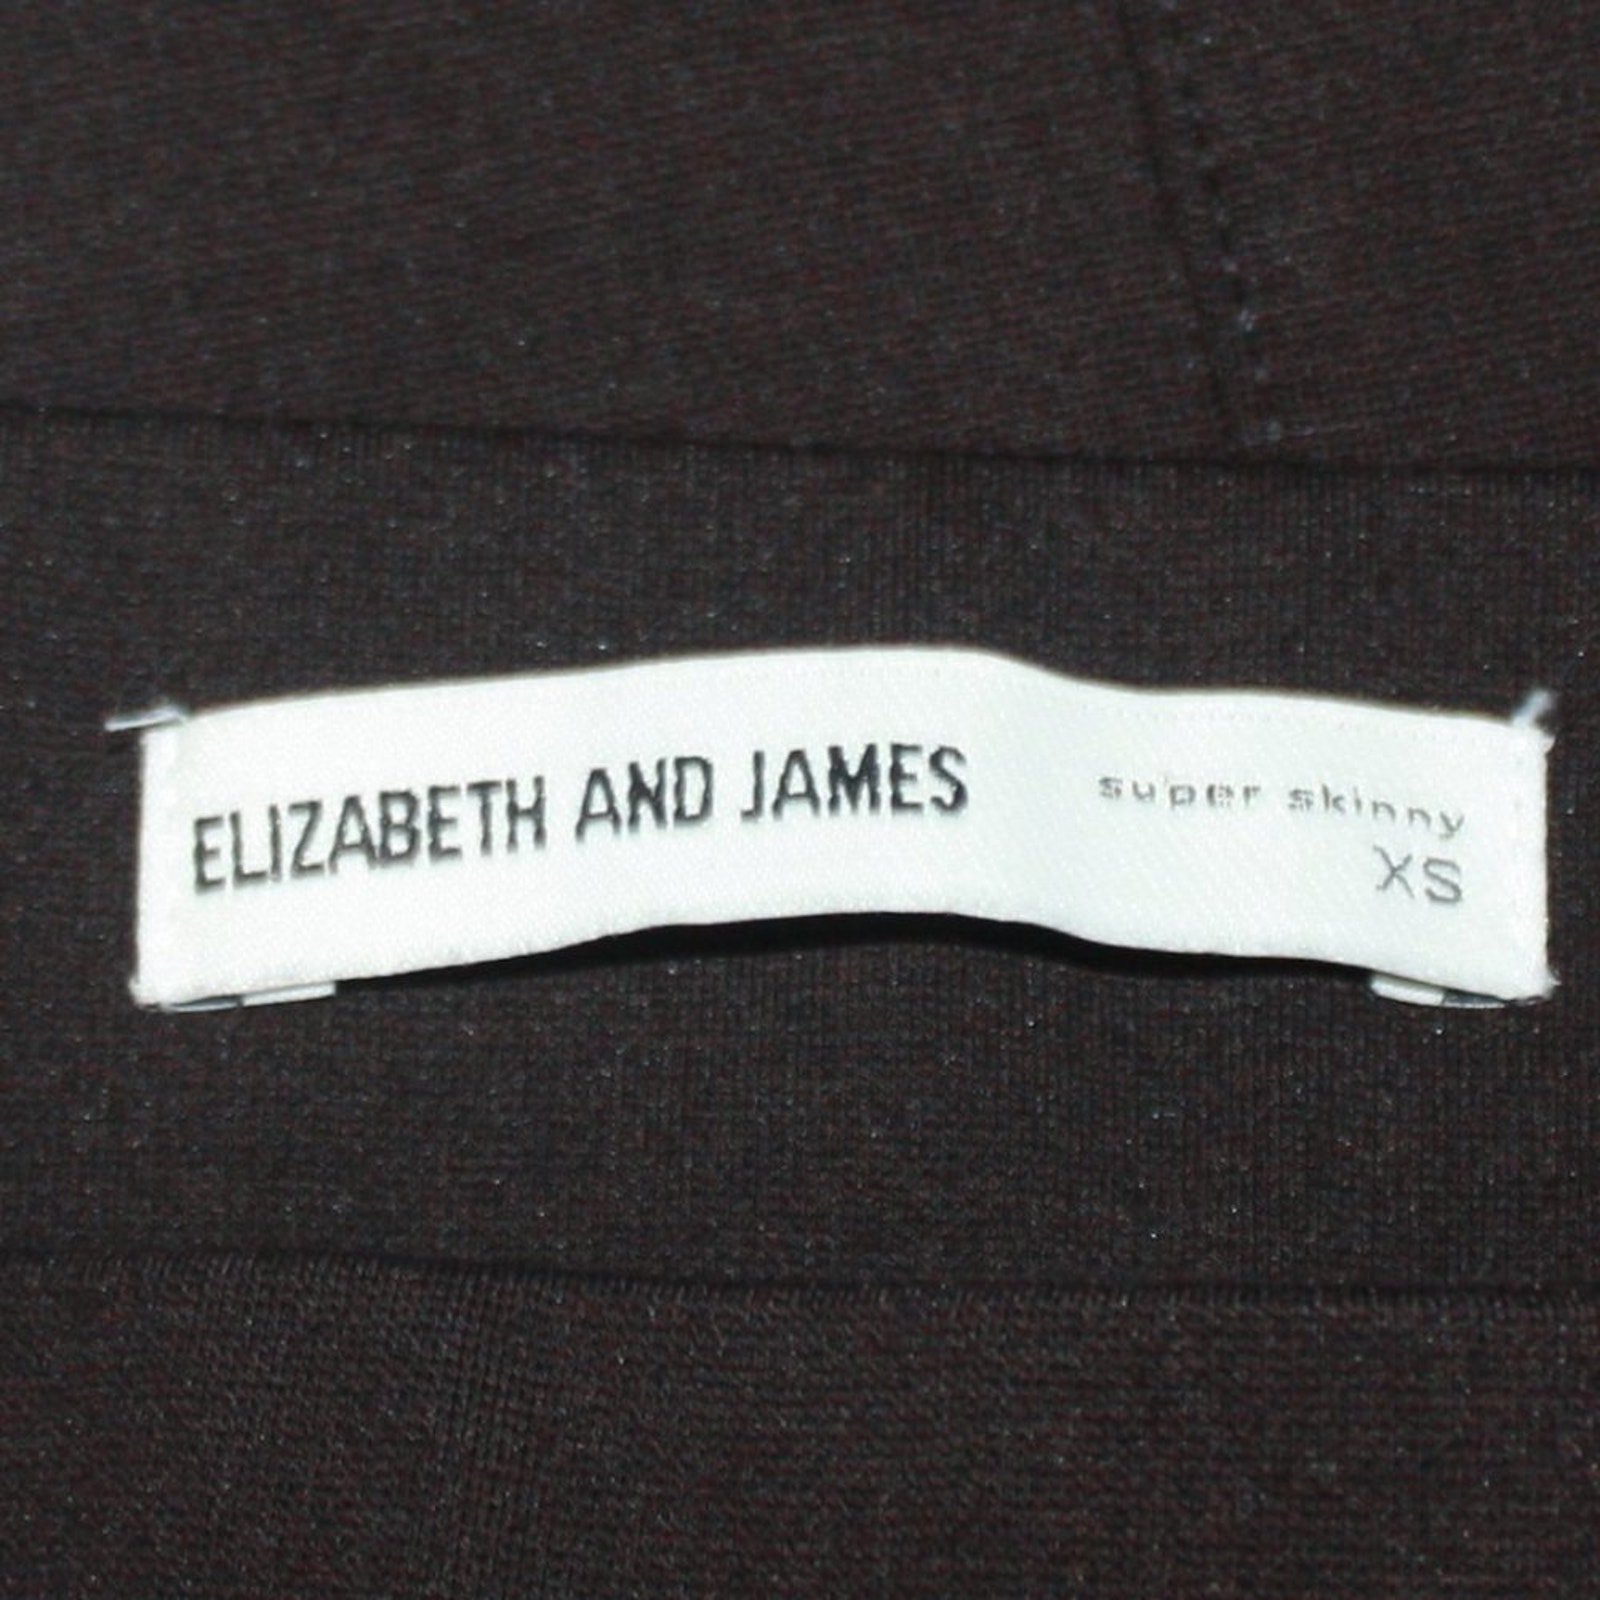 ELIZABETH AND JAMES
super skinny
XS